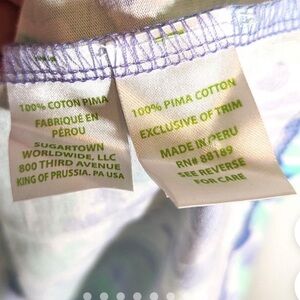 100% COTON PIMA
FABRIQUÉ EN
PÉROU
SUGARTOWN
WORLDWIDE, LLC
800 THIRD AVENUE
KING OF PRUSSIA. PA USA
100% PIMA COTTON
EXCLUSIVE OF TRIM
MADE IN PERU
RN# 88189
SEE REVERSE
FOR CARE